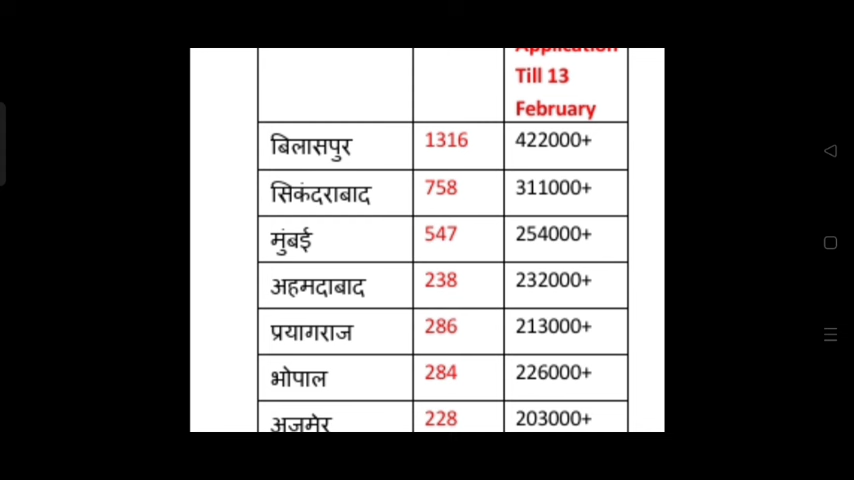 Application
Till 13
February
बिलासपुर 1316 422000+
सिकंदराबाद 758 311000+
मुंबई 547 254000+
अहमदाबाद 238 232000+
प्रयागराज 286 213000+
भोपाल 284 226000+
अजमेर 228 203000+